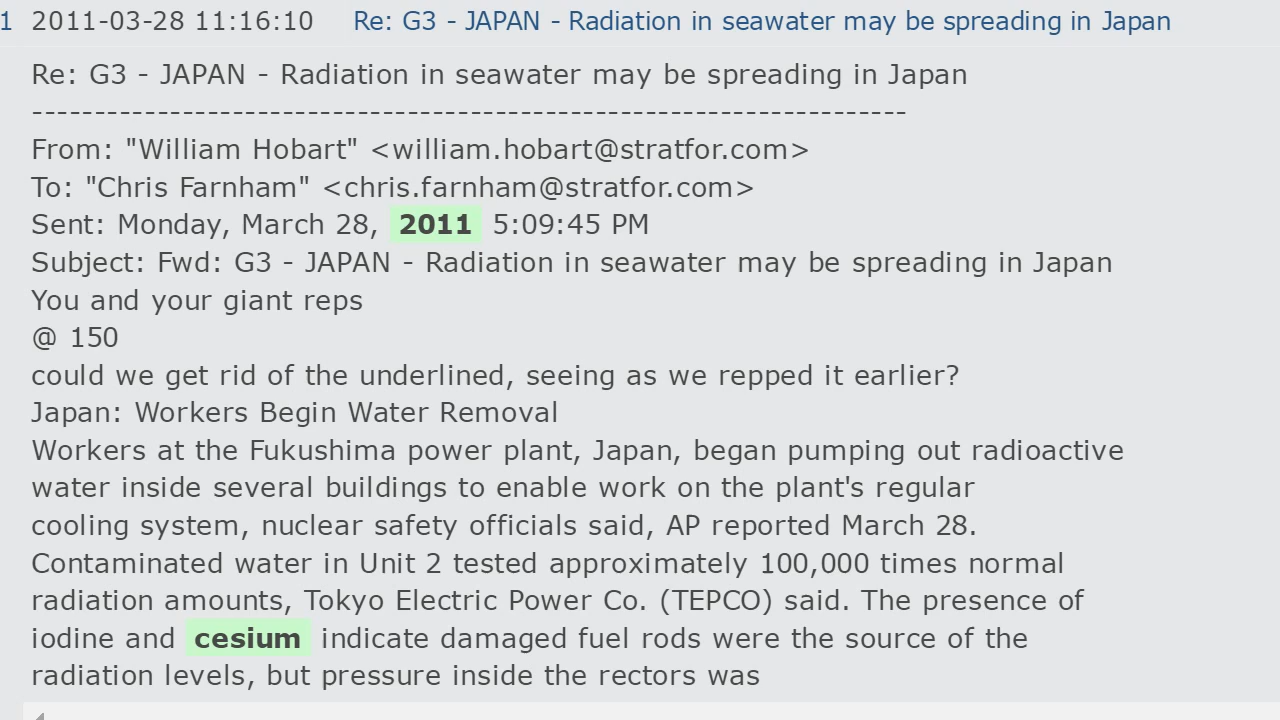 1 2011-03-28 11:16:10 Re: G3 - JAPAN - Radiation in seawater may be spreading in Japan
Re: G3 - JAPAN - Radiation in seawater may be spreading in Japan
----------------------------------------------------------------------
From: "William Hobart" <william.hobart@stratfor.com>
To: "Chris Farnham" <chris.farnham@stratfor.com>
Sent: Monday, March 28, 2011 5:09:45 PM
Subject: Fwd: G3 - JAPAN - Radiation in seawater may be spreading in Japan
You and your giant reps
@ 150
could we get rid of the underlined, seeing as we repped it earlier?
Japan: Workers Begin Water Removal
Workers at the Fukushima power plant, Japan, began pumping out radioactive
water inside several buildings to enable work on the plant's regular
cooling system, nuclear safety officials said, AP reported March 28.
Contaminated water in Unit 2 tested approximately 100,000 times normal
radiation amounts, Tokyo Electric Power Co. (TEPCO) said. The presence of
iodine and cesium indicate damaged fuel rods were the source of the
radiation levels, but pressure inside the rectors was